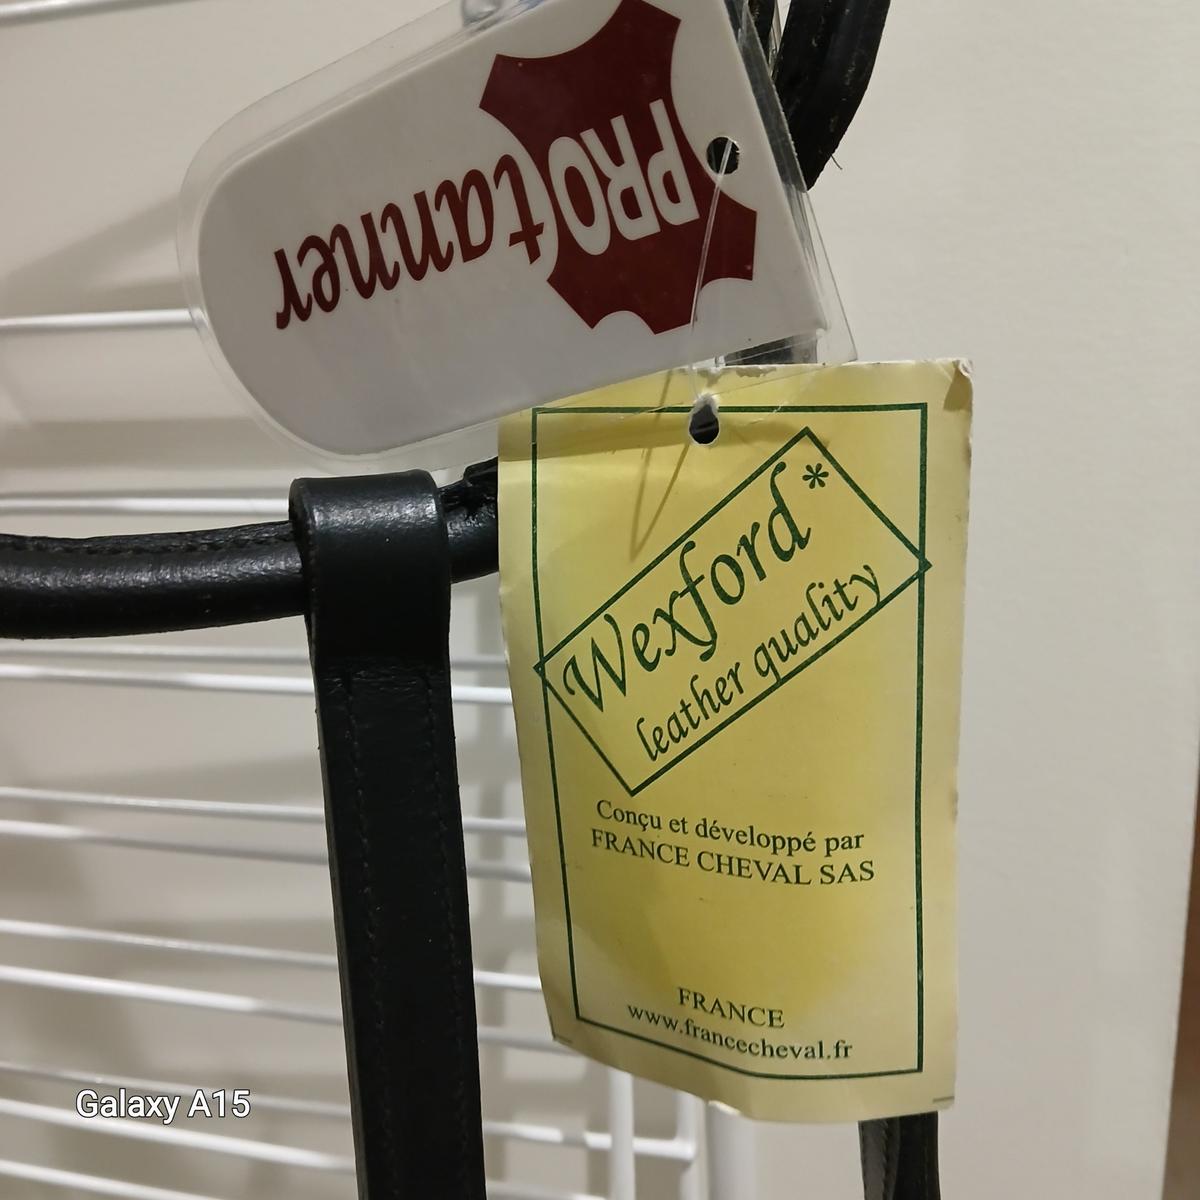 PROtanner
Wexford*
leather quality
Conçu et développé par
FRANCE CHEVAL SAS
FRANCE
www.francecheval.fr
Galaxy A15